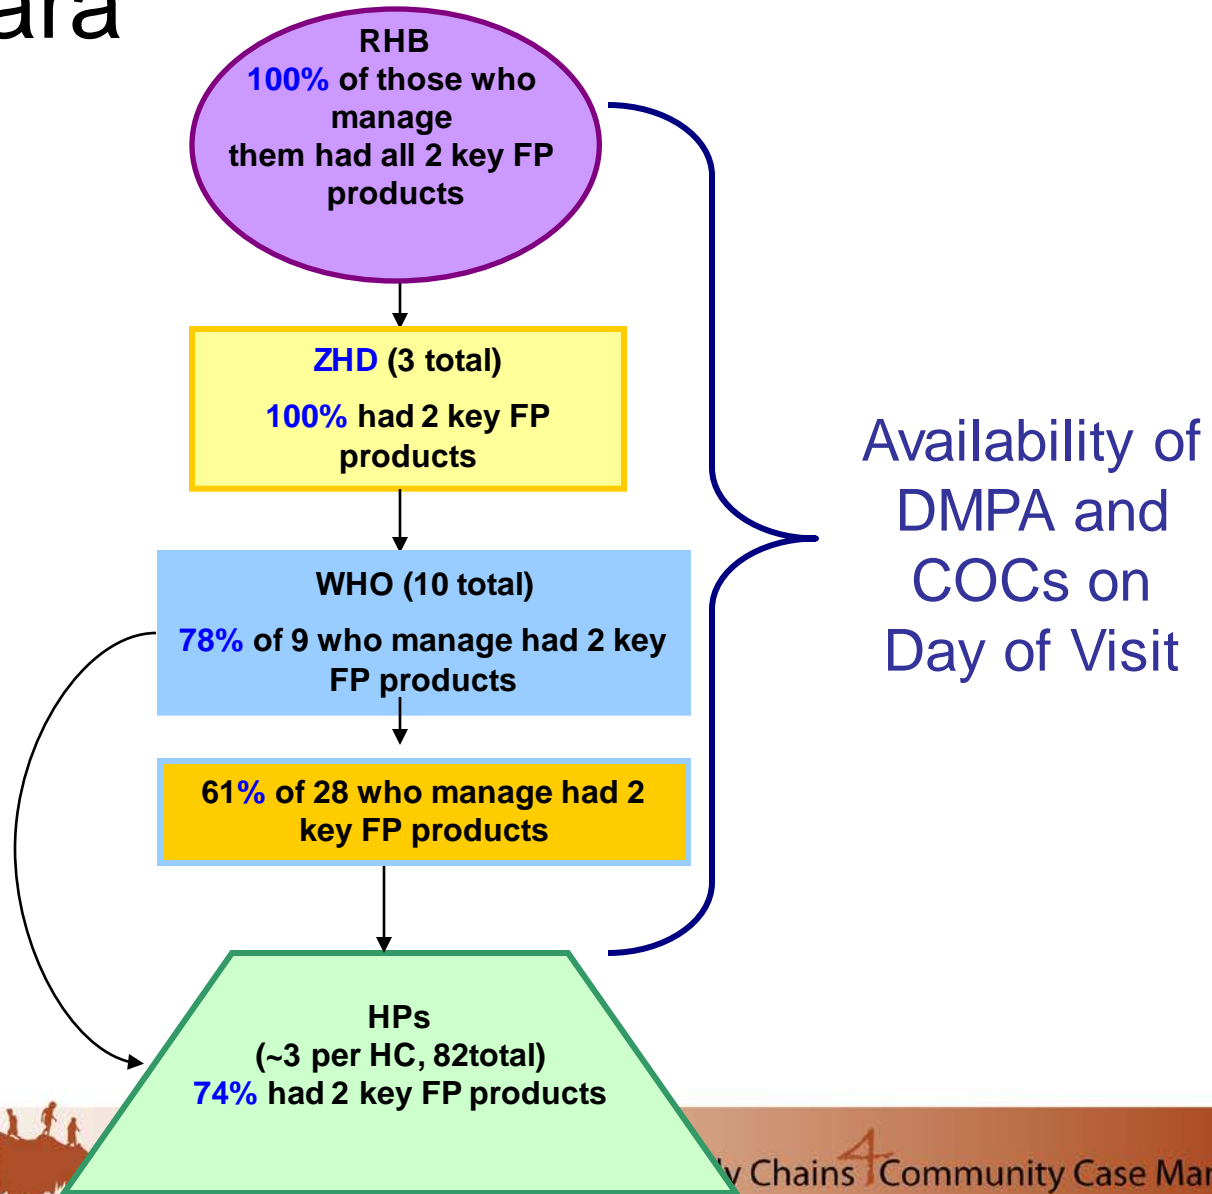 RHB
100% of those who
manage
them had all 2 key FP
products
ZHD (3 total)
100% had 2 key FP
products
WHO (10 total)
78% of 9 who manage had 2 key
FP products
61% of 28 who manage had 2
key FP products
HPs
(~3 per HC, 82total)
74% had 2 key FP products
Availability of
DMPA and
COCs on
Day of Visit
Chains 4 Community Case